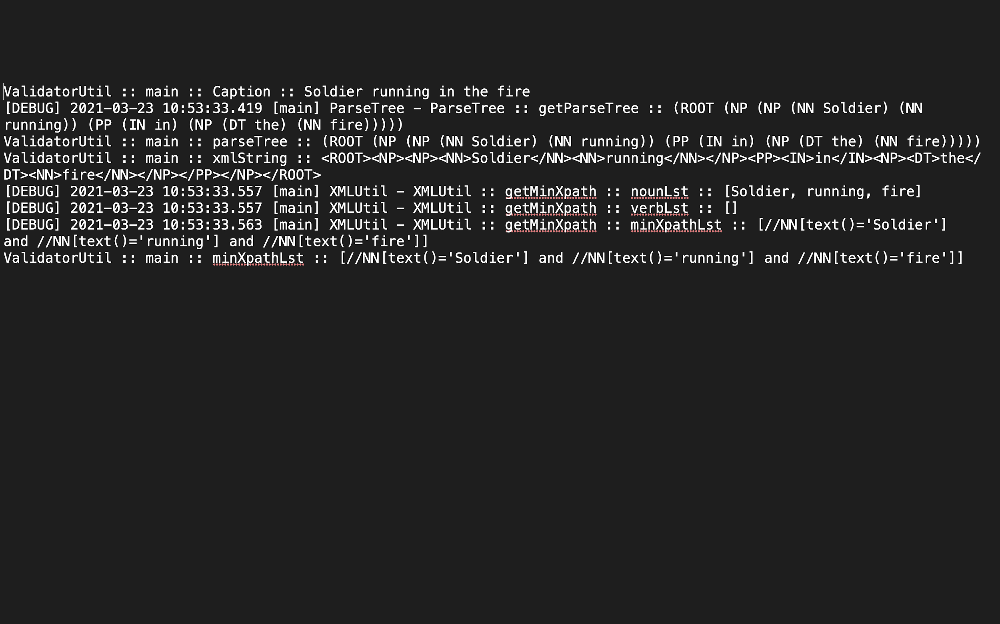 ValidatorUtil :: main :: Caption :: Soldier running in the fire
[DEBUG] 2021-03-23 10:53:33.419 [main] ParseTree - ParseTree :: getParseTree :: (ROOT (NP (NP (NN Soldier) (NN
running)) (PP (IN in) (NP (DT the) (NN fire)))))
ValidatorUtil :: main :: parseTree :: (ROOT (NP (NP (NN Soldier) (NN running)) (PP (IN in) (NP (DT the) (NN fire)))))
ValidatorUtil :: main :: xmlString :: <ROOT><NP><NP><NN>Soldier</NN><NN>running</NN></NP><PP><IN>in</IN><NP><DT>the</
DT><NN>fire</NN></NP></PP></NP></ROOT>
[DEBUG] 2021-03-23 10:53:33.557 [main] XMLUtil - XMLUtil :: getMinXpath :: nounLst :: [Soldier, running, fire]
[DEBUG] 2021-03-23 10:53:33.557 [main] XMLUtil - XMLUtil :: getMinXpath :: verbLst :: []
[DEBUG] 2021-03-23 10:53:33.563 [main] XMLUtil - XMLUtil :: getMinXpath :: minXpathLst :: [//NN[text()='Soldier']
and //NN[text()='running'] and //NN[text()='fire']]
ValidatorUtil :: main :: minXpathLst :: [//NN[text()='Soldier'] and //NN[text()='running'] and //NN[text()='fire']]